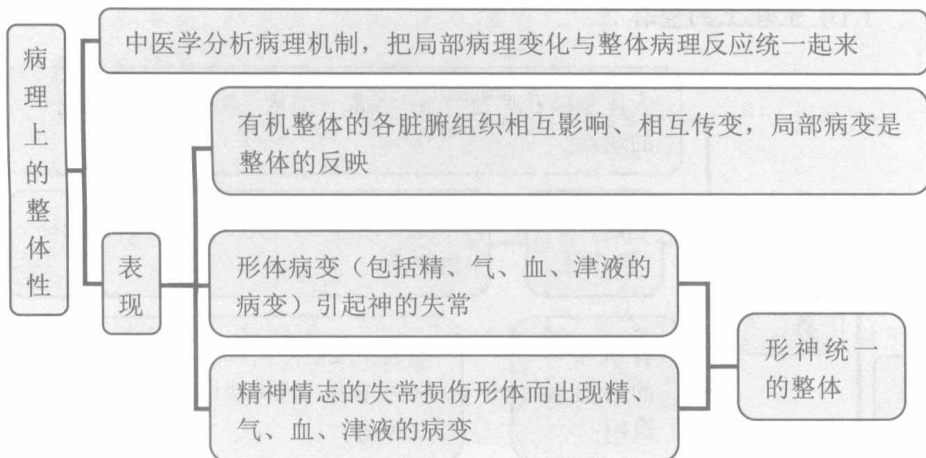 病理上的整体性
中医学分析病理机制，把局部病理变化与整体病理反应统一起来
有机整体的各脏腑组织相互影响、相互传变，局部病变是
整体的反映
表现
形体病变（包括精、气、血、津液的
病变）引起神的失常
精神情志的失常损伤形体而出现精、
气、血、津液的病变
形神统一
的整体